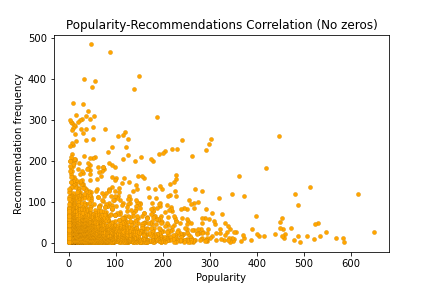 Popularity-Recommendations Correlation (No zeros)
500
400
300
200
100
0
Recommendation frequency
0 100 200 300 400 500 600
Popularity